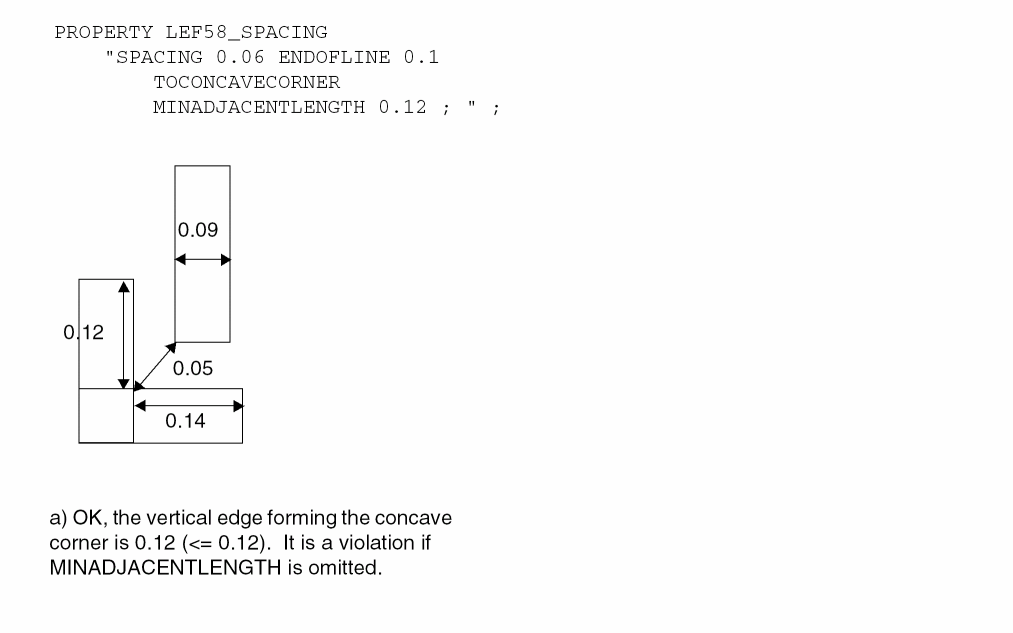 PROPERTY LEF58_SPACING
"SPACING 0.06 ENDOFLINE 0.1
TOCONCAVECORNER
MINADJACENTLENGTH 0.12 ; " ;
0.09
0.12
0.05
0.14
a) OK, the vertical edge forming the concave
corner is 0.12 (<= 0.12).  It is a violation if
MINADJACENTLENGTH is omitted.